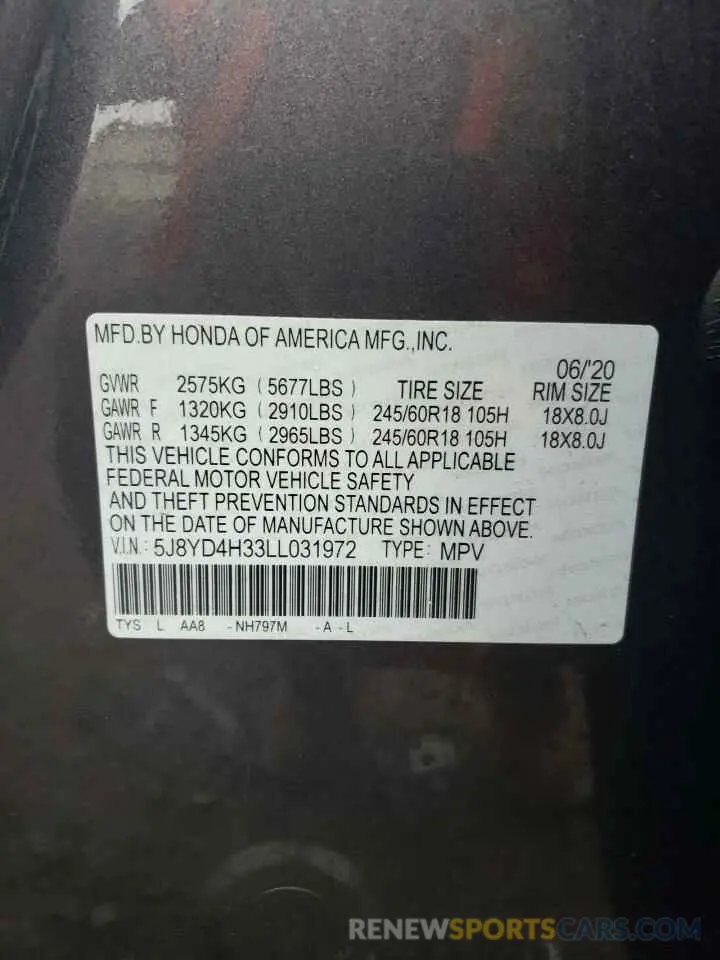 MFD.BY HONDA OF AMERICA MFG.,INC.
06/'20
GVWR 2575KG (5677LBS) TIRE SIZE RIM SIZE
GAWR F 1320KG (2910LBS) 245/60R18 105H 18X8.0J
GAWR R 1345KG (2965LBS) 245/60R18 105H 18X8.0J
THIS VEHICLE CONFORMS TO ALL APPLICABLE
FEDERAL MOTOR VEHICLE SAFETY
AND THEFT PREVENTION STANDARDS IN EFFECT
ON THE DATE OF MANUFACTURE SHOWN ABOVE.
V.I.N.: 5J8YD4H33LL031972 TYPE: MPV
TYS L AA8 -NH797M -A -L
RENEWSPORTSCARS.COM